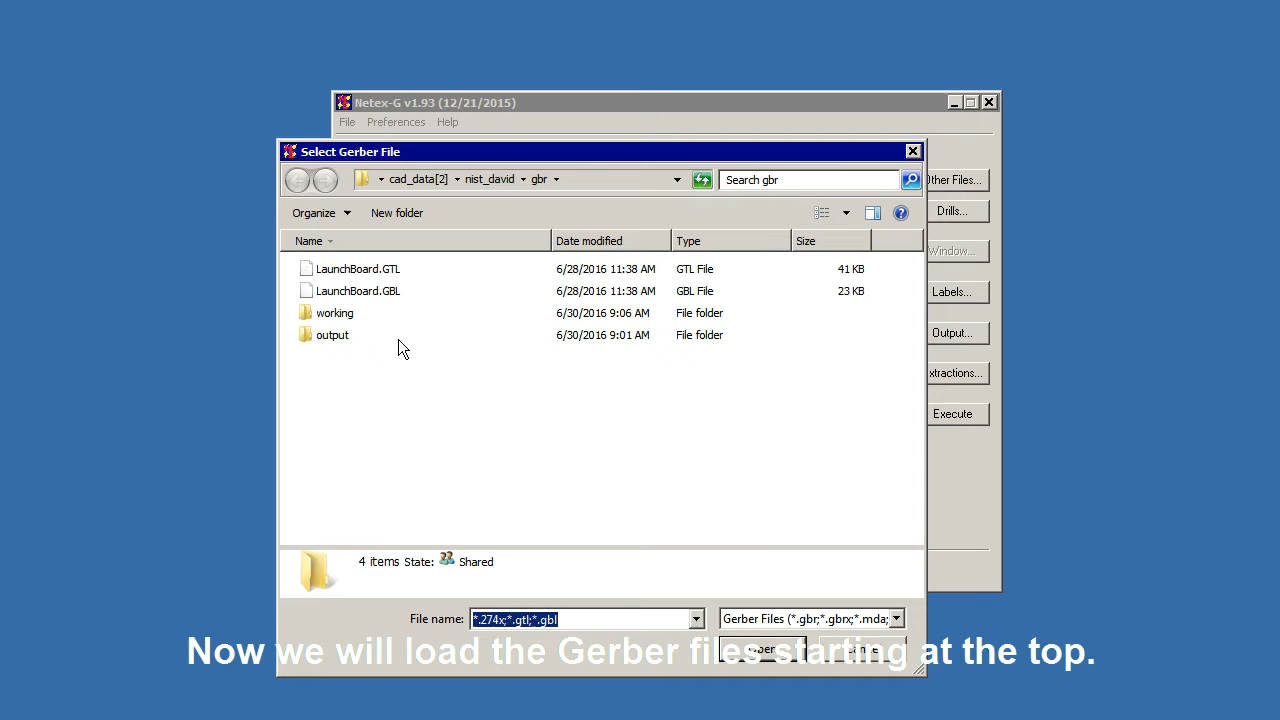 Netex-G v1.93 (12/21/2015)
File Preferences Help
Select Gerber File
cad_data[2] nist_david gbr
Search gbr
Other Files...
Organize New folder
Drills...
Name Date modified Type Size
Window...
LaunchBoard.GTL 6/28/2016 11:38 AM GTL File 41 KB
LaunchBoard.GBL 6/28/2016 11:38 AM GBL File 23 KB
Labels...
working 6/30/2016 9:06 AM File folder
output 6/30/2016 9:01 AM File folder
Output...
xtractions...
Execute
4 items State: Shared
File name: *.274x;*.gtl;*.gbl Gerber Files (*.gbr;*.gbrx;*.mda;
Open Cancel
Now we will load the Gerber files starting at the top.